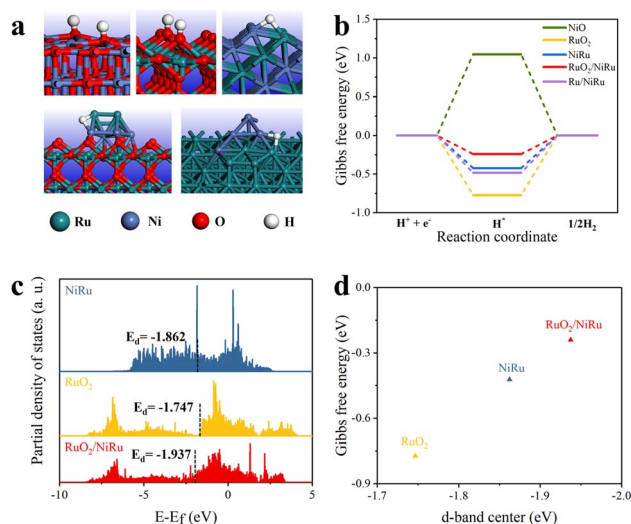 a
Ru
Ni
O
H
b
Gibbs free energy (eV)
1.5
1.0
0.5
0.0
-0.5
-1.0
NiO
RuO2
NiRu
RuO2/NiRu
Ru/NiRu
H+ + e-
H*
1/2H2
Reaction coordinate
c
Partial density of states (a. u.)
NiRu
Ed= -1.862
RuO2
Ed= -1.747
RuO2/NiRu
Ed= -1.937
-10
-5
0
5
E-Ef (eV)
d
Gibbs free energy (eV)
0.0
-0.3
-0.6
-0.9
RuO2/NiRu
NiRu
RuO2
-1.7
-1.8
-1.9
-2.0
d-band center (eV)